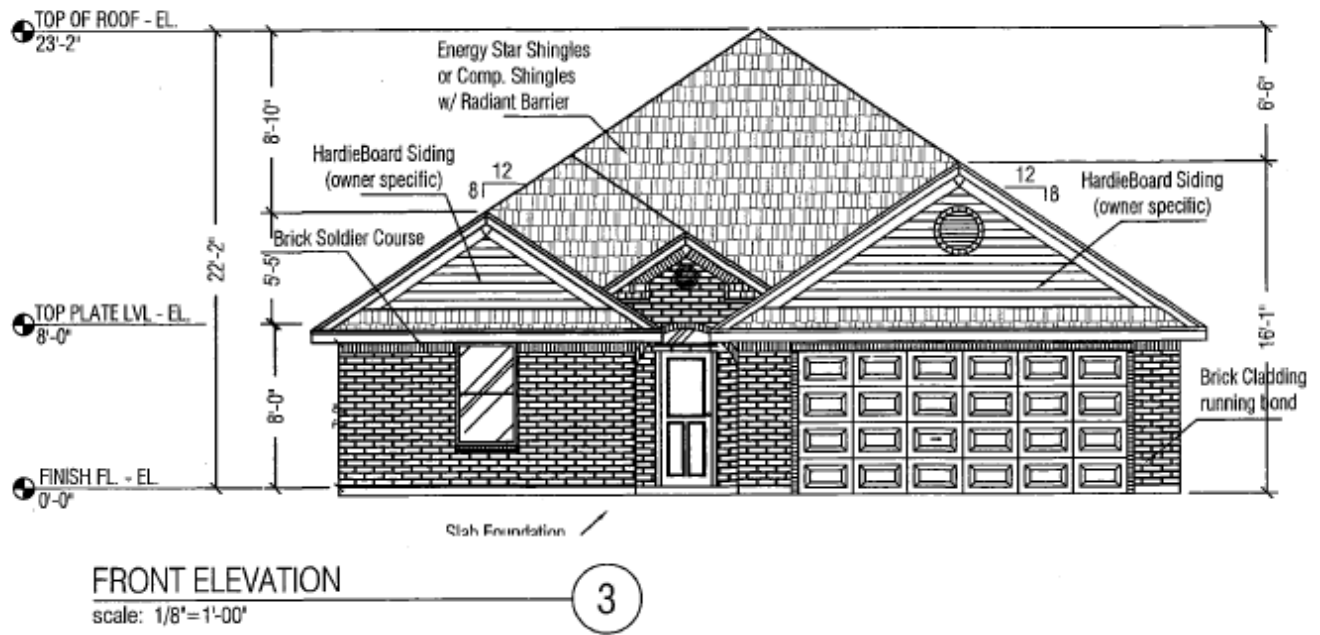 TOP OF ROOF - EL.
23'-2"
Energy Star Shingles
or Comp. Shingles
w/ Radiant Barrier
8'-10"
6'-6"
HardieBoard Siding
(owner specific)
12
8
12
8
HardieBoard Siding
(owner specific)
Brick Soldier Course
22'-2"
5'-5"
TOP PLATE LVL - EL.
8'-0"
16'-1"
8'-0"
Brick Cladding
running bond
FINISH FL. - EL.
0'-0"
Slab Foundation
FRONT ELEVATION
3
scale: 1/8"=1'-00"